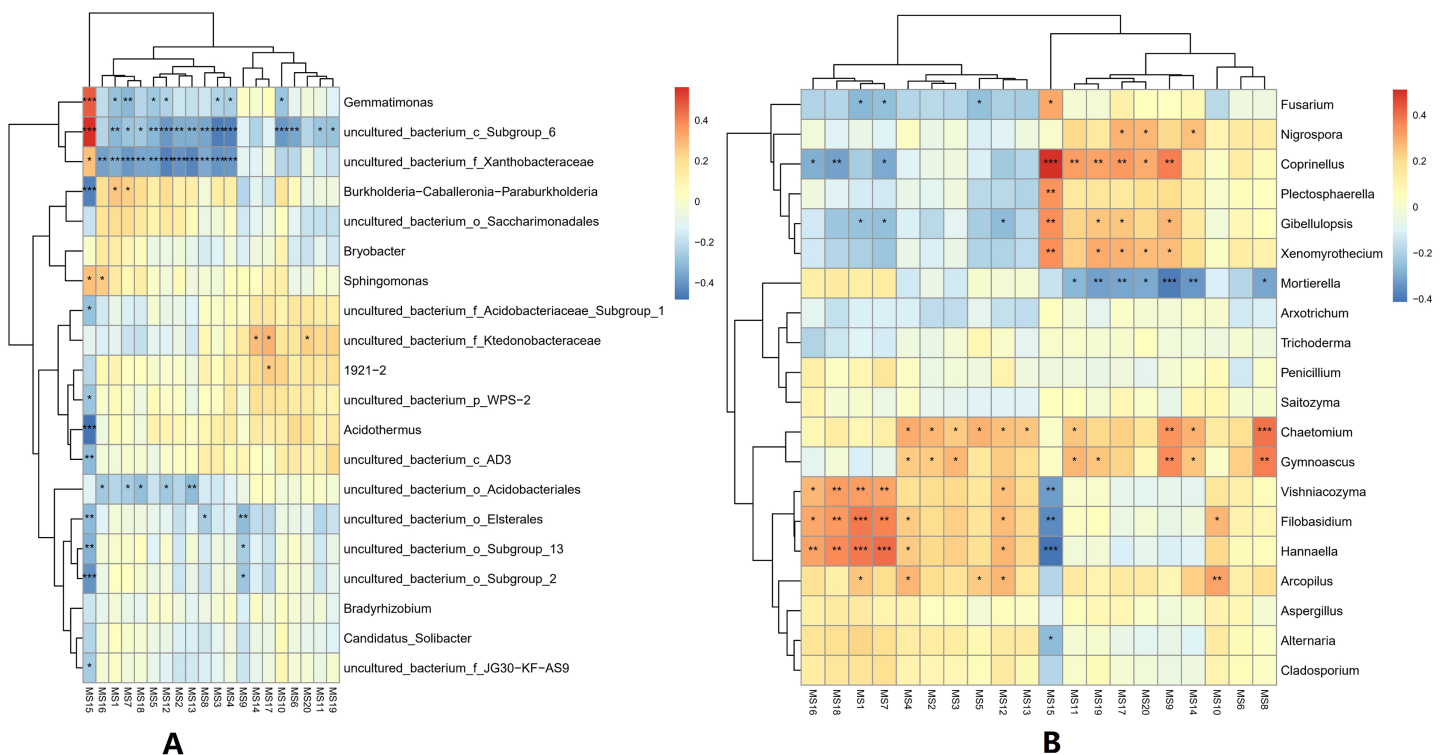 Gemmatimonas
uncultured_bacterium_c_Subgroup_6
uncultured_bacterium_f_Xanthobacteraceae
Burkholderia−Caballeronia−Paraburkholderia
uncultured_bacterium_o_Saccharimonadales
Bryobacter
Sphingomonas
uncultured_bacterium_f_Acidobacteriaceae_Subgroup_1
uncultured_bacterium_f_Ktedonobacteraceae
1921−2
uncultured_bacterium_p_WPS−2
Acidothermus
uncultured_bacterium_c_AD3
uncultured_bacterium_o_Acidobacteriales
uncultured_bacterium_o_Elsterales
uncultured_bacterium_o_Subgroup_13
uncultured_bacterium_o_Subgroup_2
Bradyrhizobium
Candidatus_Solibacter
uncultured_bacterium_f_JG30−KF−AS9
0.4
0.2
0
−0.2
−0.4
MS15 MS16 MS1 MS7 MS18 MS5 MS12 MS2 MS13 MS8 MS3 MS4 MS9 MS14 MS17 MS10 MS6 MS11 MS19
A
Fusarium
Nigrospora
Coprinellus
Plectosphaerella
Gibellulopsis
Xenomyrothecium
Mortierella
Arxotrichum
Trichoderma
Penicillium
Saitozyma
Chaetomium
Gymnoascus
Vishniacozyma
Filobasidium
Hannaella
Arcopilus
Aspergillus
Alternaria
Cladosporium
0.4
0.2
0
−0.2
−0.4
MS16 MS18 MS1 MS7 MS4 MS2 MS3 MS5 MS12 MS13 MS15 MS11 MS19 MS17 MS20 MS9 MS14 MS10 MS6 MS8
B